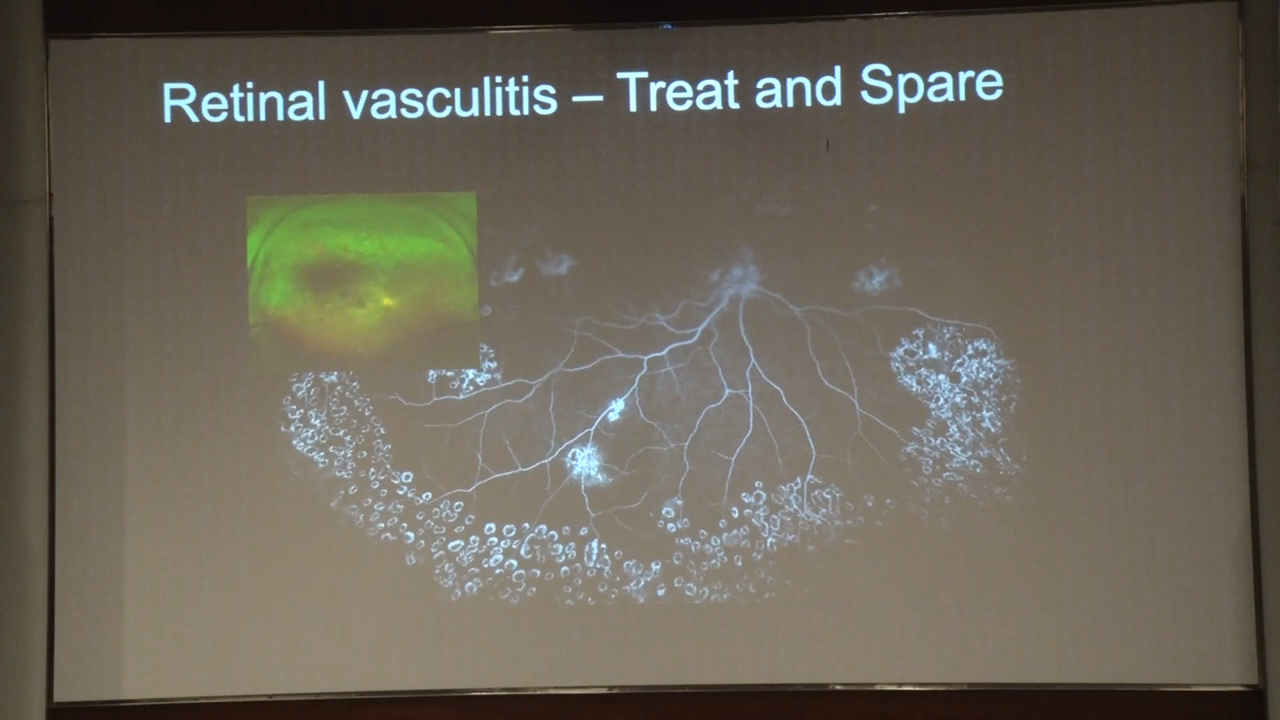 Retinal vasculitis – Treat and Spare